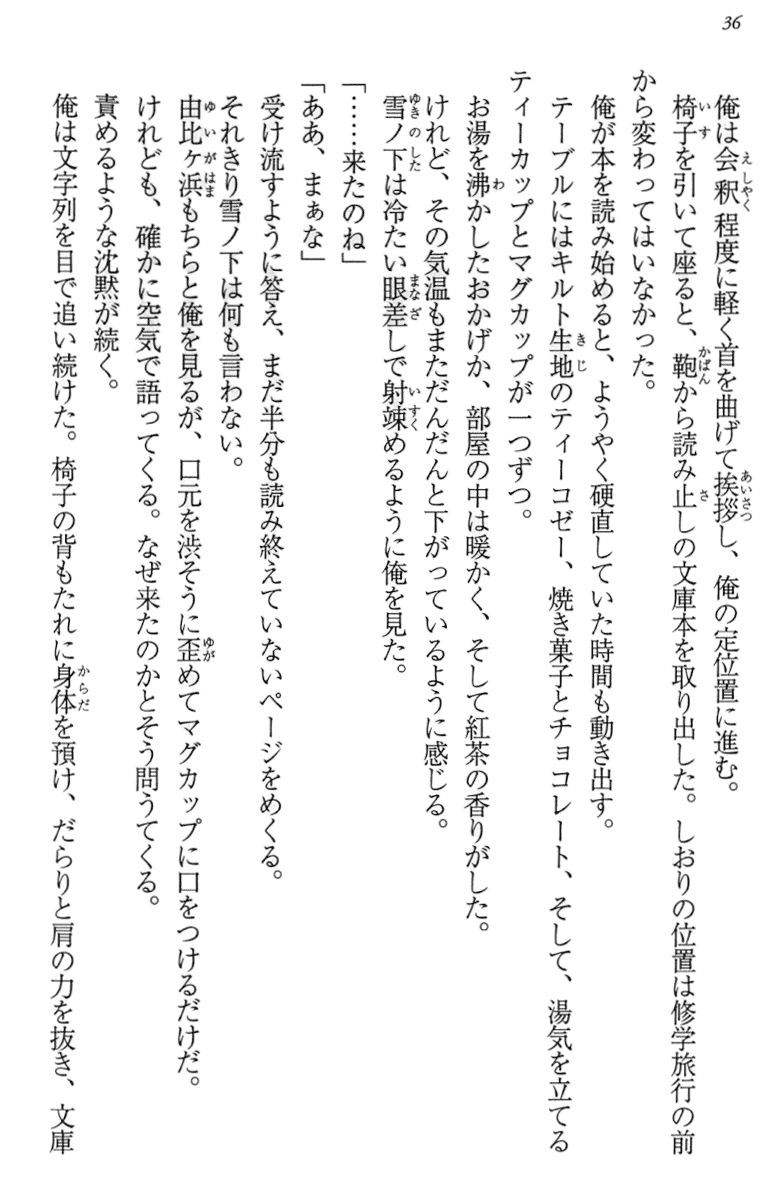 36
俺は会釈程度に軽く首を曲げて挨拶し、俺の定位置に進む。
椅子を引いて座ると、鞄から読み止しの文庫本を取り出した。しおりの位置は修学旅行の前
から変わってはいなかった。
俺が本を読み始めると、ようやく硬直していた時間も動き出す。
テーブルにはキルト生地のティーコゼー、焼き菓子とチョコレート、そして、湯気を立てる
ティーカップとマグカップが一つずつ。
お湯を沸かしたおかげか、部屋の中は暖かく、そして紅茶の香りがした。
けれど、その気温もまただんだんと下がっているように感じる。
雪ノ下は冷たい眼差しで射竦めるように俺を見た。
「……来たのね」
「ああ、まぁな」
受け流すように答え、まだ半分も読み終えていないページをめくる。
それきり雪ノ下は何も言わない。
由比ヶ浜もちらと俺を見るが、口元を渋そうに歪めてマグカップに口をつけるだけだ。
けれども、確かに空気で語ってくる。なぜ来たのかとそう問うてくる。
責めるような沈黙が続く。
俺は文字列を目で追い続けた。椅子の背もたれに身体を預け、だらりと肩の力を抜き、文庫